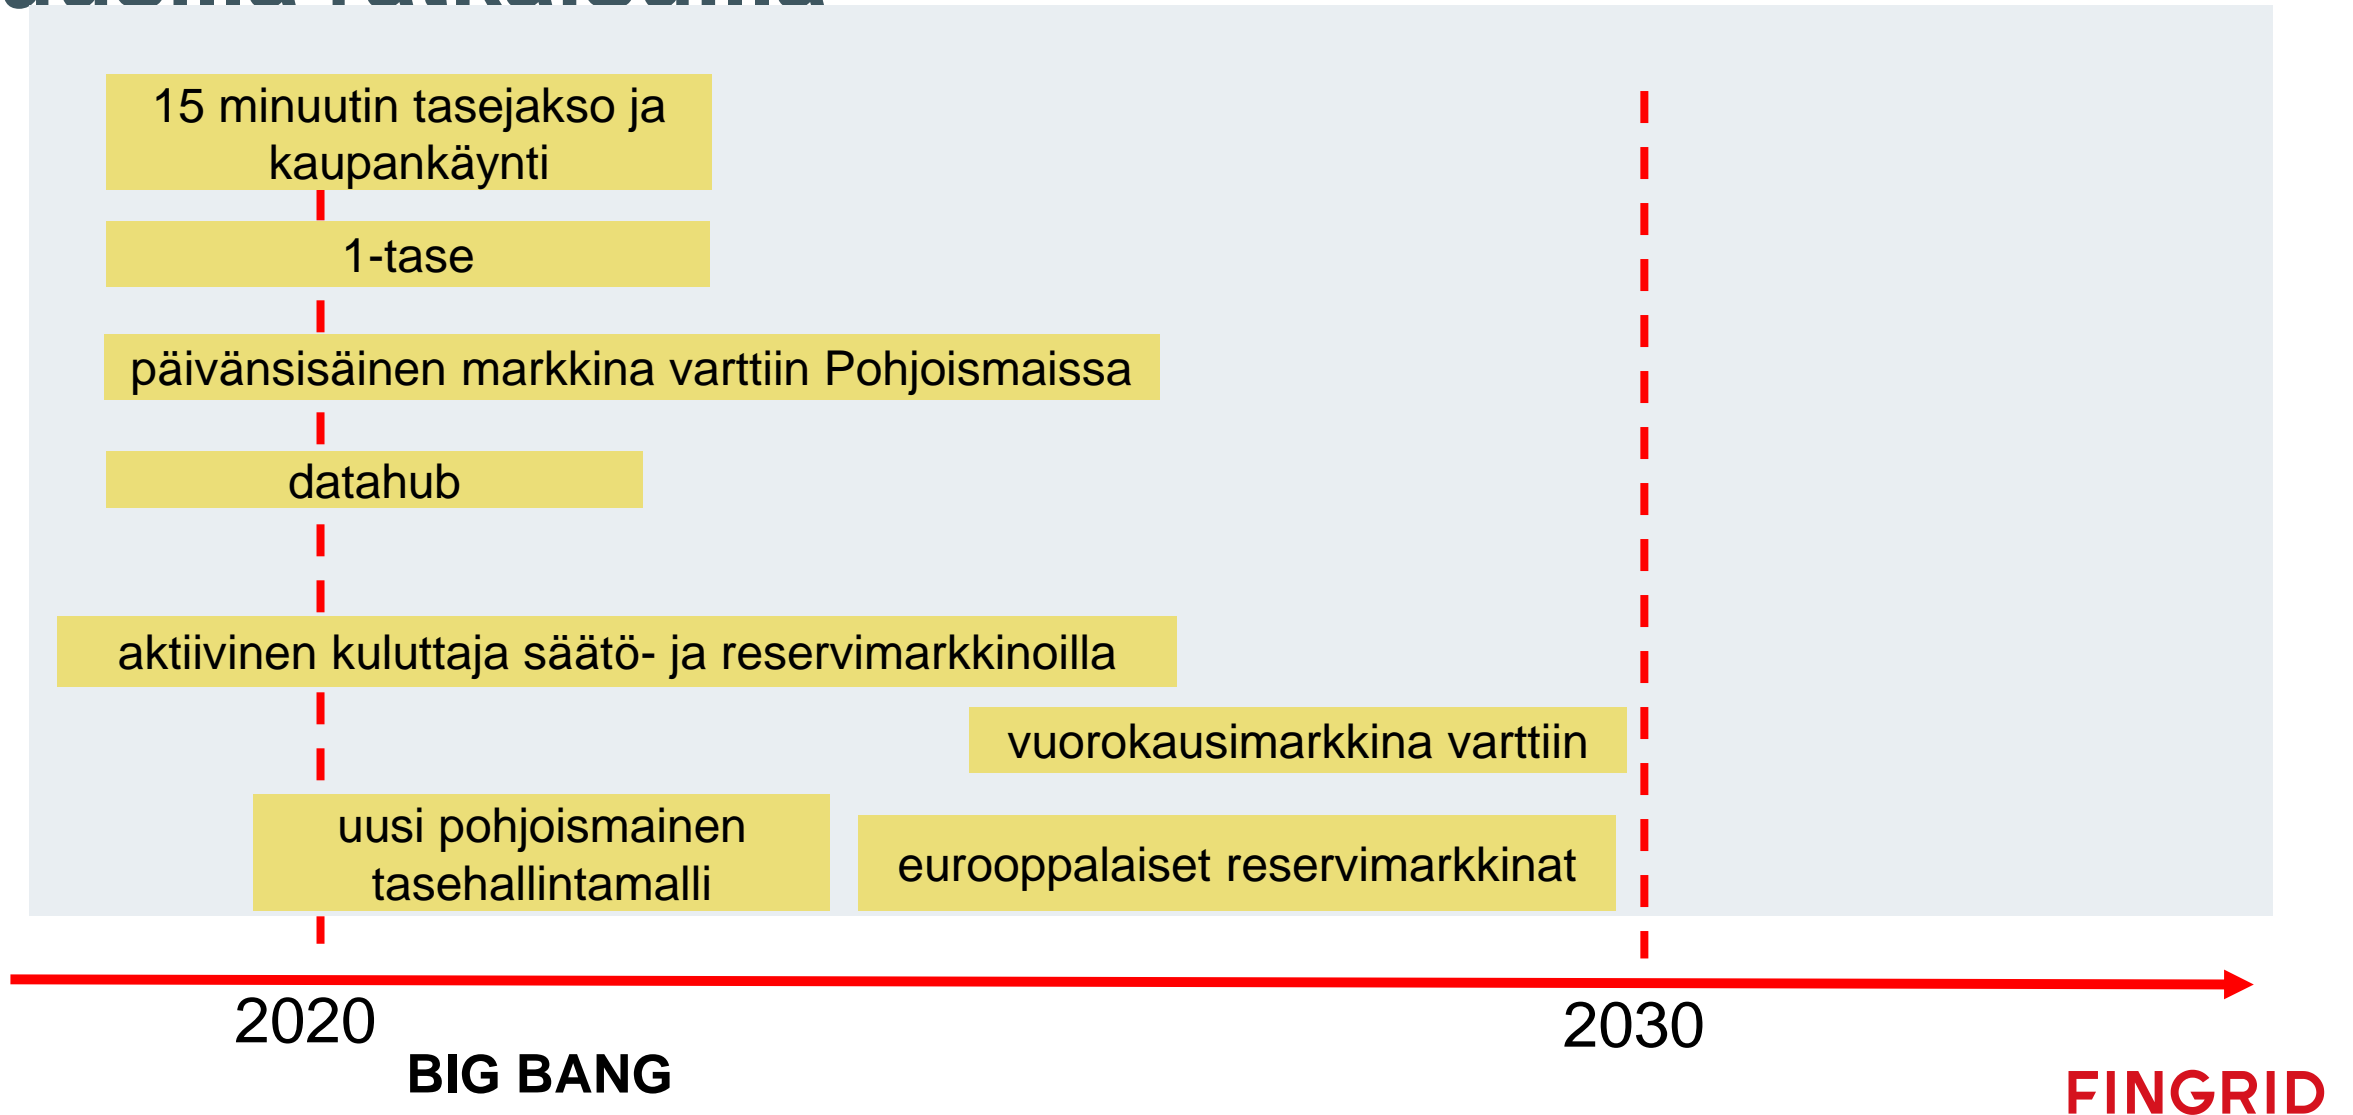 15 minuutin tasejakso ja
kaupankäynti
1-tase
päivänsisäinen markkina varttiin Pohjoismaissa
datahub
aktiivinen kuluttaja säätö- ja reservimarkkinoilla
vuorokausimarkkina varttiin
uusi pohjoismainen
tasehallintamalli
eurooppalaiset reservimarkkinat
2020
2030
BIG BANG
FINGRID